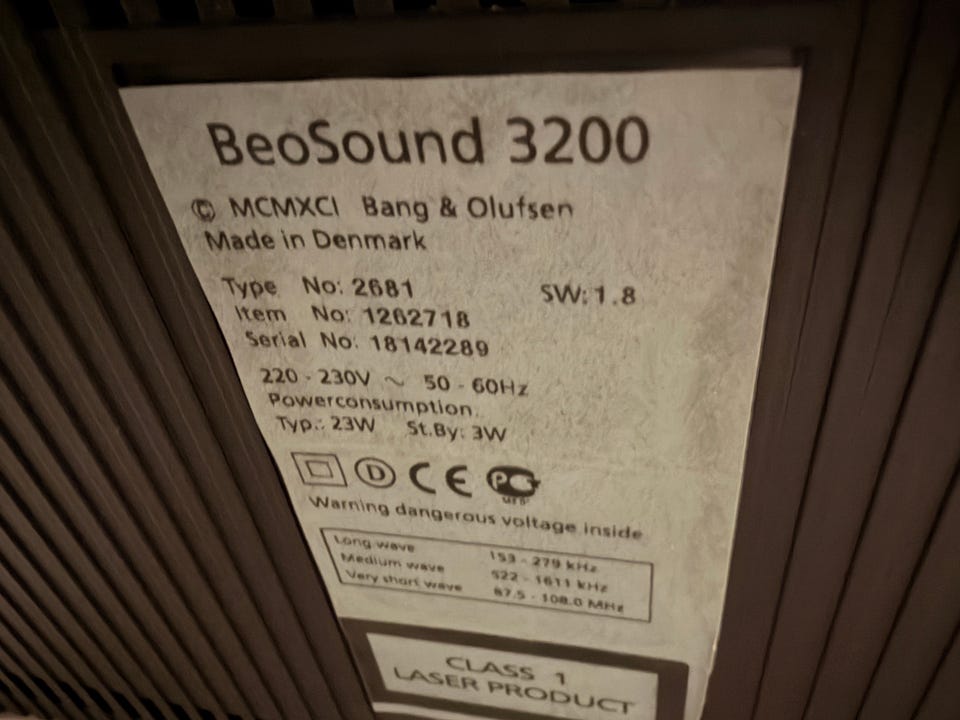 BeoSound 3200
© MCMXCI Bang & Olufsen
Made in Denmark
Type No: 2681 SW: 1.8
Item No: 1262718
Serial No: 18142289
220 - 230V ~ 50 - 60Hz
Powerconsumption.
Typ.: 23W St.By: 3W
D CE PC
Warning dangerous voltage inside
Long wave 153 - 279 kHz
Medium wave 522 - 1611 kHz
Very short wave 87.5 - 108.0 MHz
CLASS 1
LASER PRODUCT